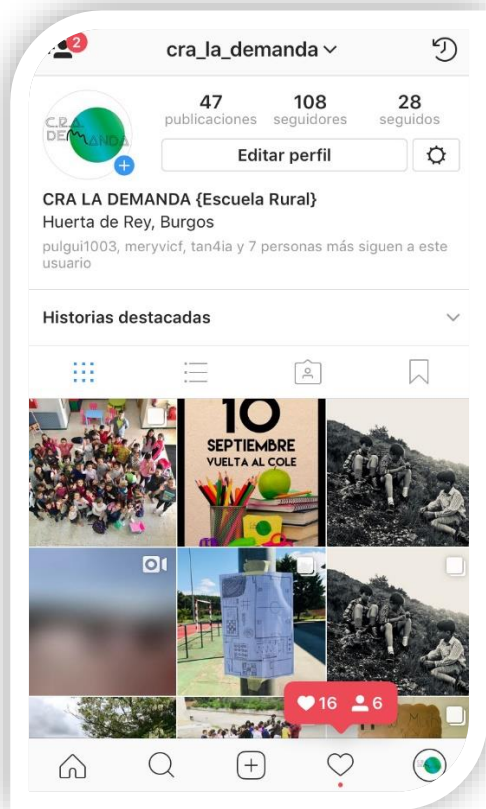 2
cra_la_demanda
47 108 28
publicaciones seguidores seguidos
C.R.A.
DEMANDA
Editar perfil
CRA LA DEMANDA {Escuela Rural}
Huerta de Rey, Burgos
pulgui1003, meryvicf, tan4ia y 7 personas más siguen a este
usuario
Historias destacadas
10
SEPTIEMBRE
VUELTA AL COLE
16 6